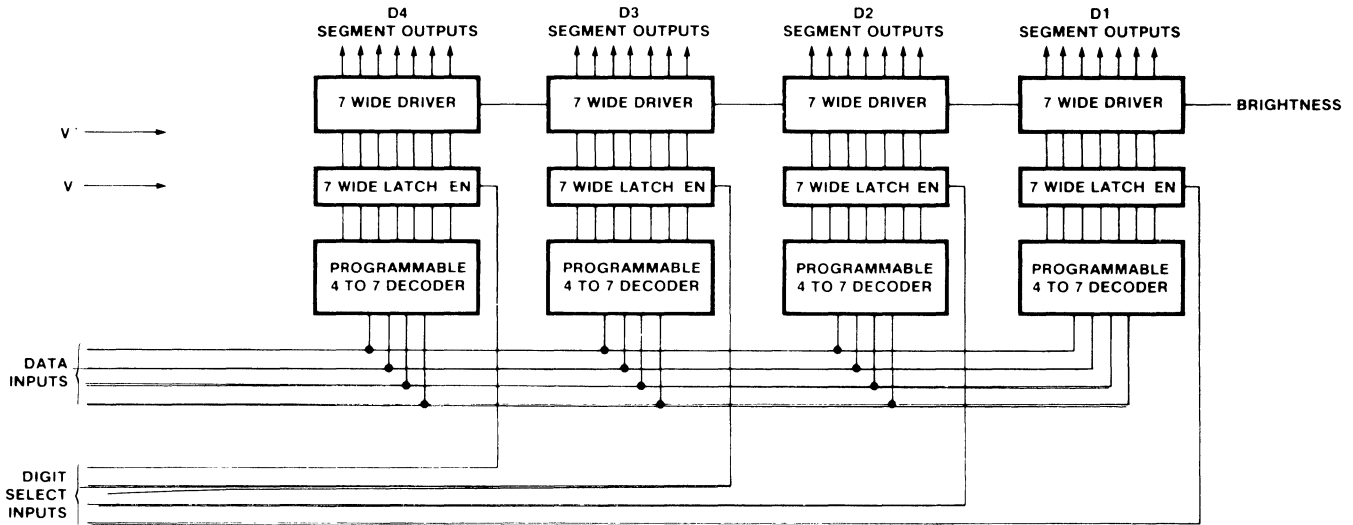 D4
SEGMENT OUTPUTS
D3
SEGMENT OUTPUTS
D2
SEGMENT OUTPUTS
D1
SEGMENT OUTPUTS
7 WIDE DRIVER
7 WIDE DRIVER
7 WIDE DRIVER
7 WIDE DRIVER
BRIGHTNESS
V
V
7 WIDE LATCH EN
7 WIDE LATCH EN
7 WIDE LATCH EN
7 WIDE LATCH EN
PROGRAMMABLE
4 TO 7 DECODER
PROGRAMMABLE
4 TO 7 DECODER
PROGRAMMABLE
4 TO 7 DECODER
PROGRAMMABLE
4 TO 7 DECODER
DATA
INPUTS
DIGIT
SELECT
INPUTS